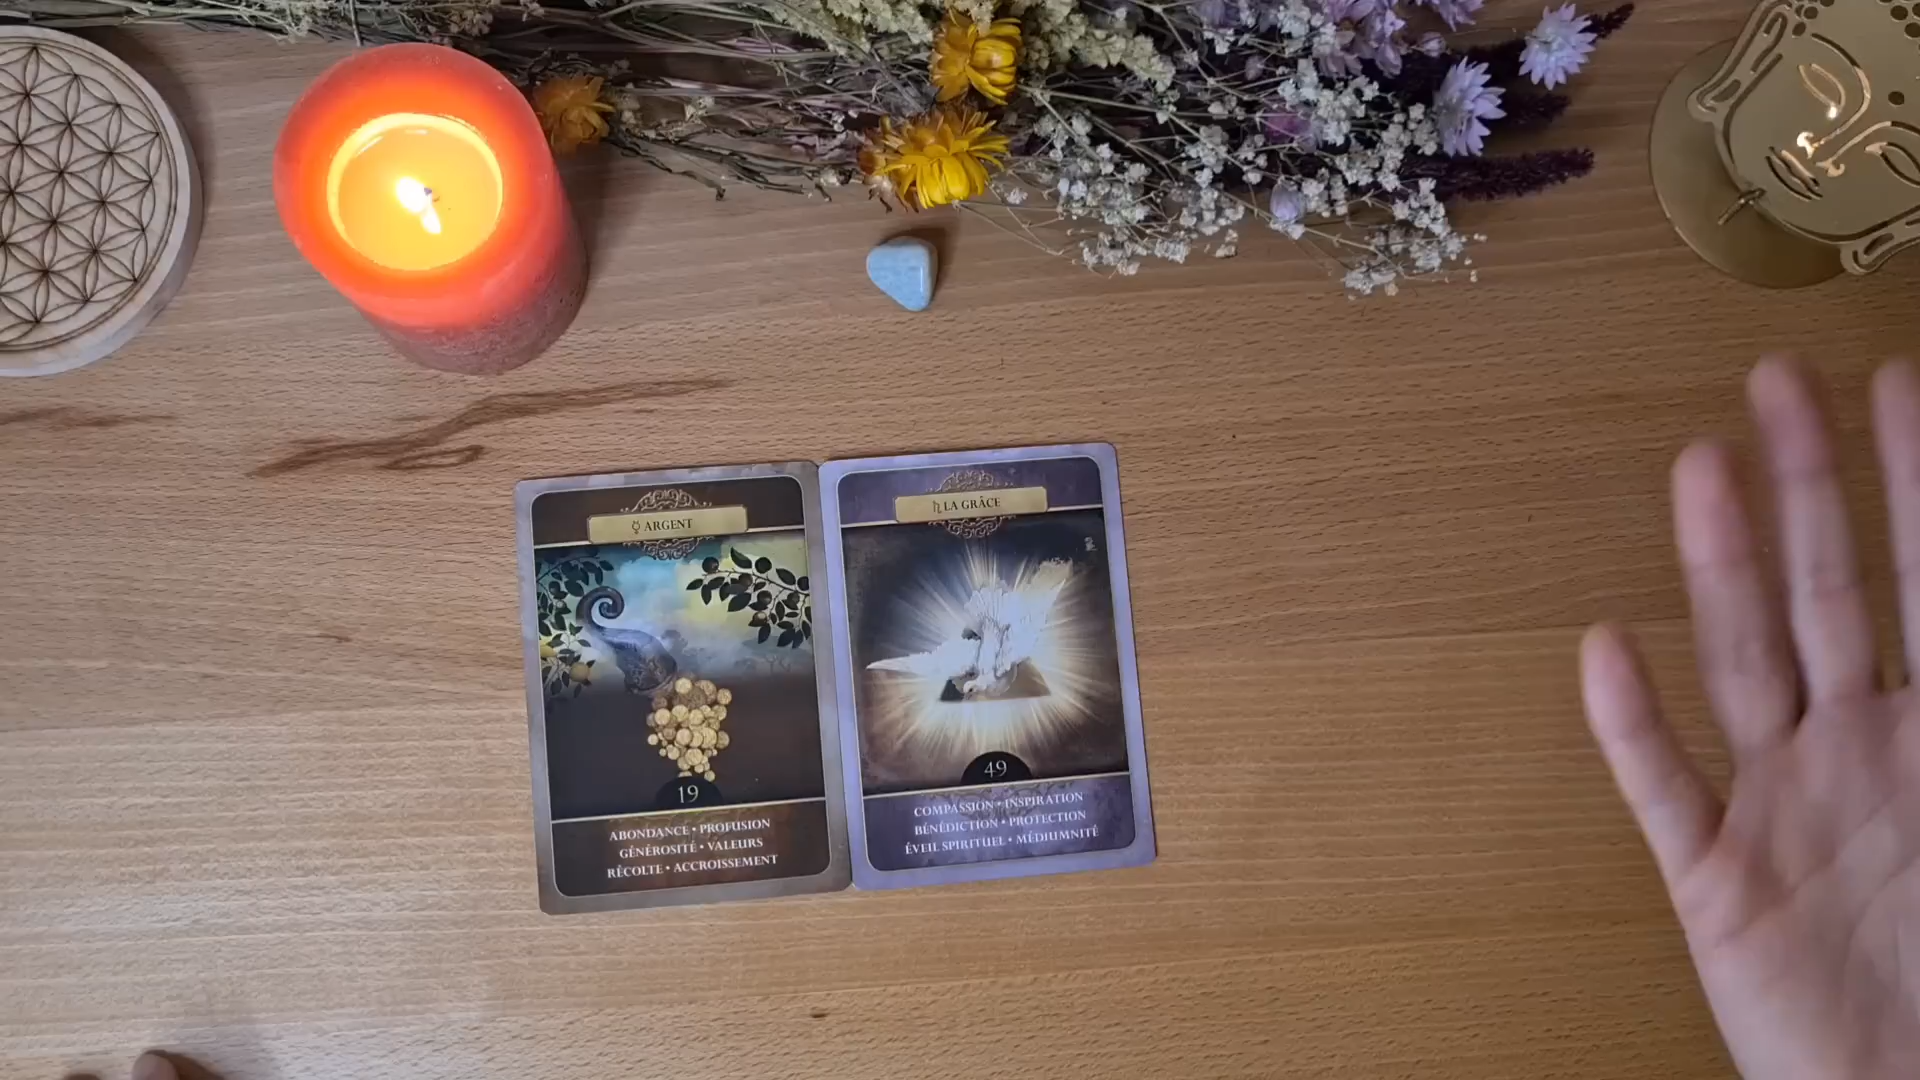 ☿ ARGENT
19
ABONDANCE • PROFUSION
GÉNÉROSITÉ • VALEURS
RÉCOLTE • ACCROISSEMENT
♄ LA GRÂCE
49
COMPASSION • INSPIRATION
BÉNÉDICTION • PROTECTION
ÉVEIL SPIRITUEL • MÉDIUMNITÉ